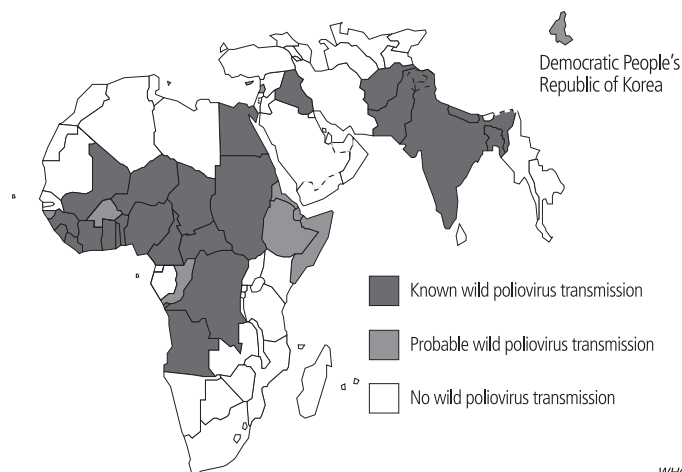 Democratic People's
Republic of Korea
Known wild poliovirus transmission
Probable wild poliovirus transmission
No wild poliovirus transmission